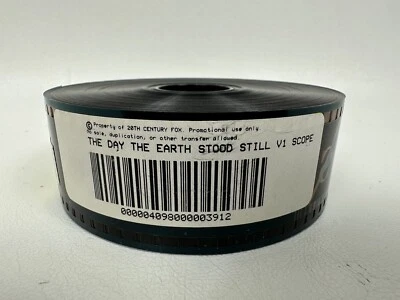 © Property of 20TH CENTURY FOX. Promotional use only.
No sale, duplication, or other transfer allowed.
THE DAY THE EARTH STOOD STILL V1 SCOPE
000004098000003912